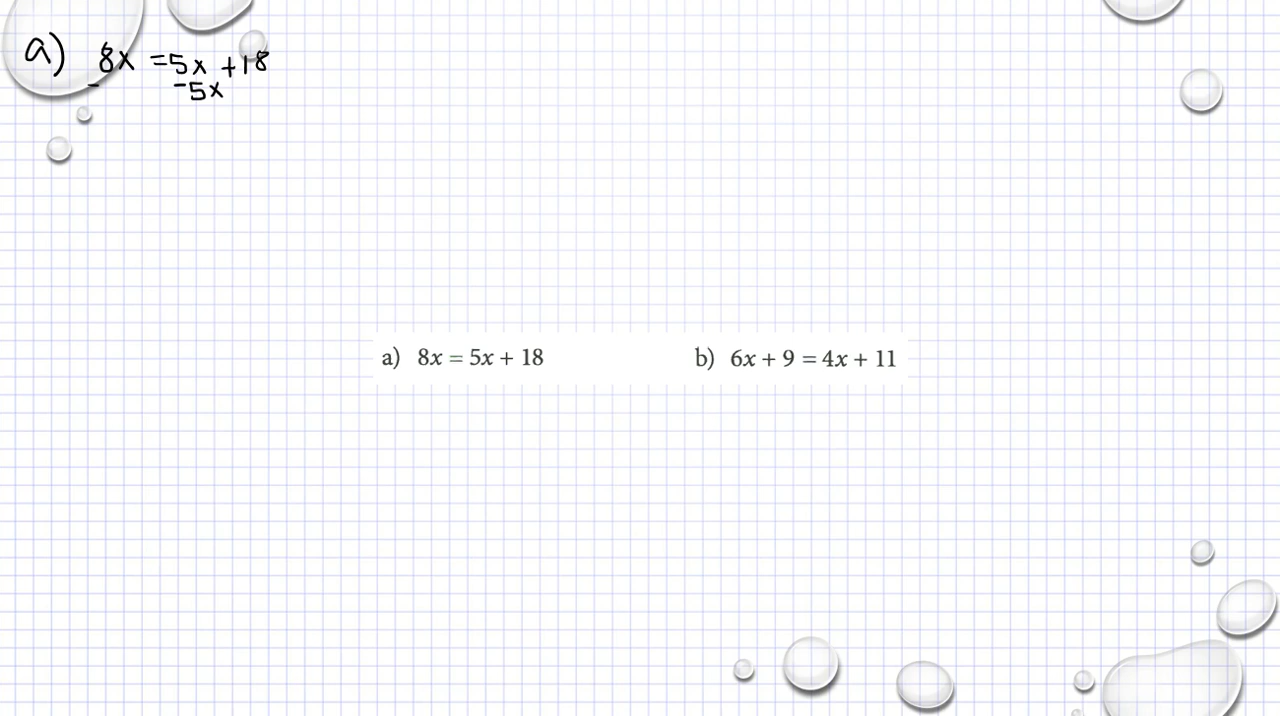 a) 8x = 5x + 18
- -5x
a) 8x = 5x + 18 b) 6x + 9 = 4x + 11